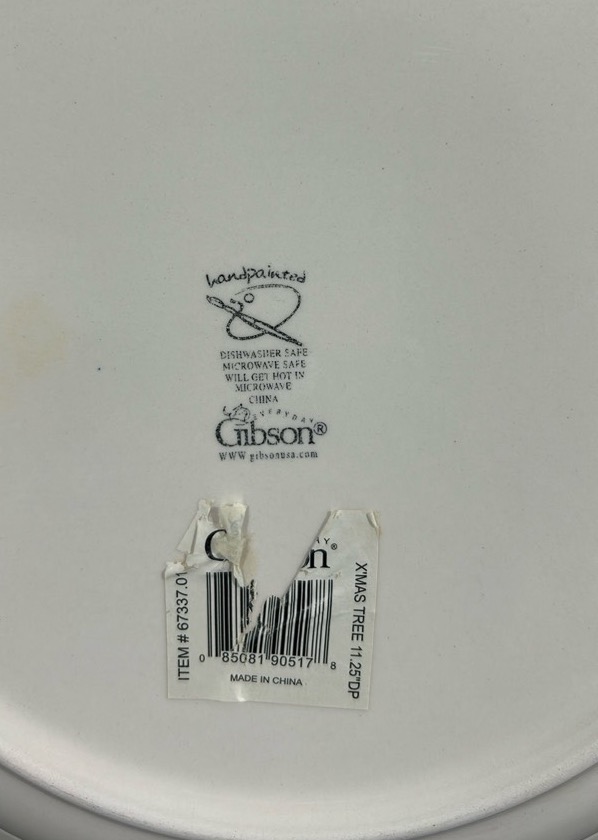 handpainted
DISHWASHER SAFE
MICROWAVE SAFE
WILL GET HOT IN
MICROWAVE
CHINA
EVERYDAY
Gibson®
WWW gibsonusa.com
ITEM # 67337.01
X'MAS TREE 11.25"DP
0 85081 90517 8
MADE IN CHINA